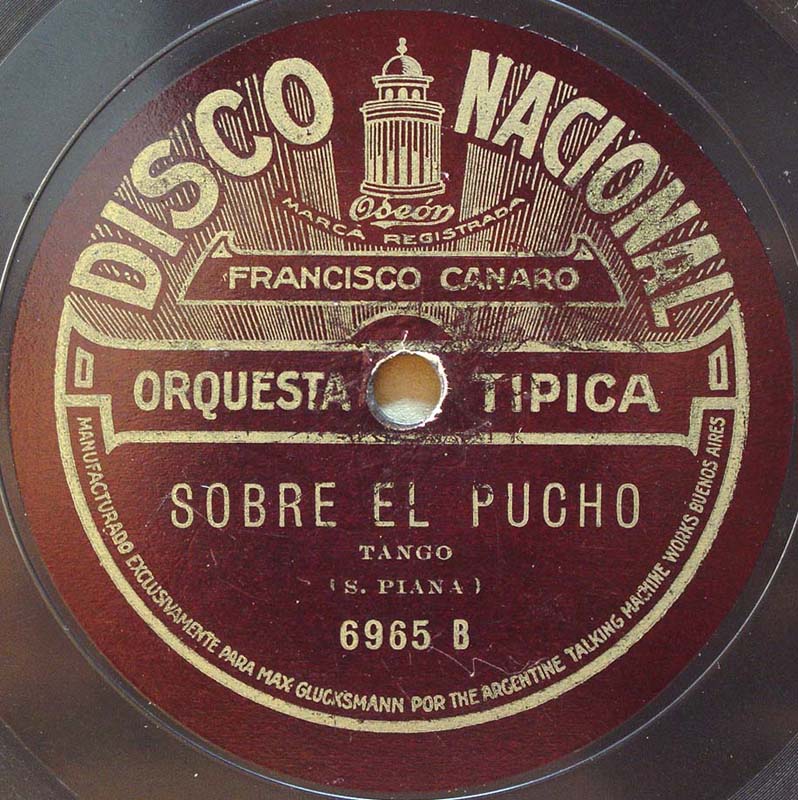 DISCO NACIONAL
Odeón
MARCA REGISTRADA
FRANCISCO CANARO
ORQUESTA TIPICA
SOBRE EL PUCHO
TANGO
(S. PIANA)
6965 B
MANUFACTURADO EXCLUSIVAMENTE PARA MAX GLUCKSMANN POR THE ARGENTINE TALKING MACHINE WORKS BUENOS AIRES